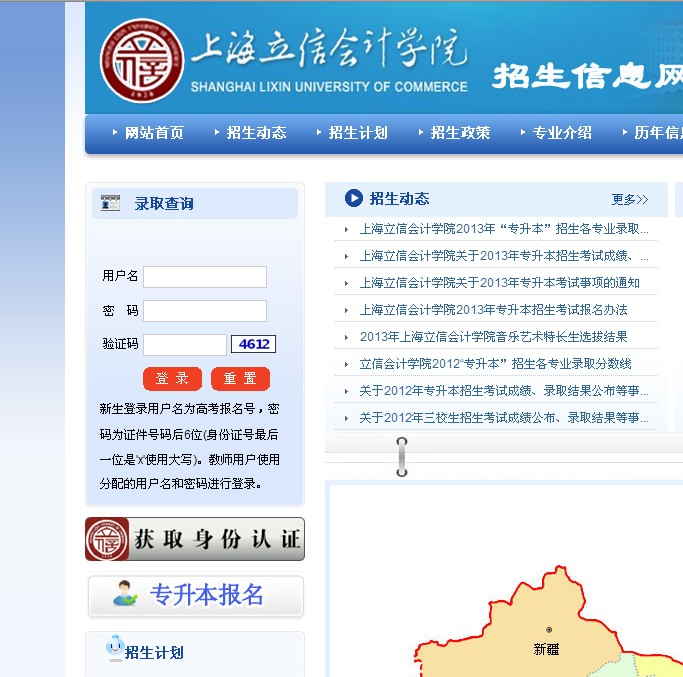 上海立信会计学院
SHANGHAI LIXIN UNIVERSITY OF COMMERCE
招生信息网
网站首页 招生动态 招生计划 招生政策 专业介绍 历年信息
录取查询
用户名
密 码
验证码 4612
登 录 重 置
新生登录用户名为高考报名号，密
码为证件号码后6位(身份证号最后
一位是'x'使用大写)。教师用户使用
分配的用户名和密码进行登录。
获取身份认证
专升本报名
招生计划
招生动态 更多>>
上海立信会计学院2013年“专升本”招生各专业录取...
上海立信会计学院关于2013年专升本招生考试成绩、...
上海立信会计学院关于2013年专升本考试事项的通知
上海立信会计学院2013年专升本招生考试报名办法
2013年上海立信会计学院音乐艺术特长生选拔结果
立信会计学院2012“专升本”招生各专业录取分数线
关于2012年专升本招生考试成绩、录取结果公布等事...
关于2012年三校生招生考试成绩公布、录取结果等事...
新疆